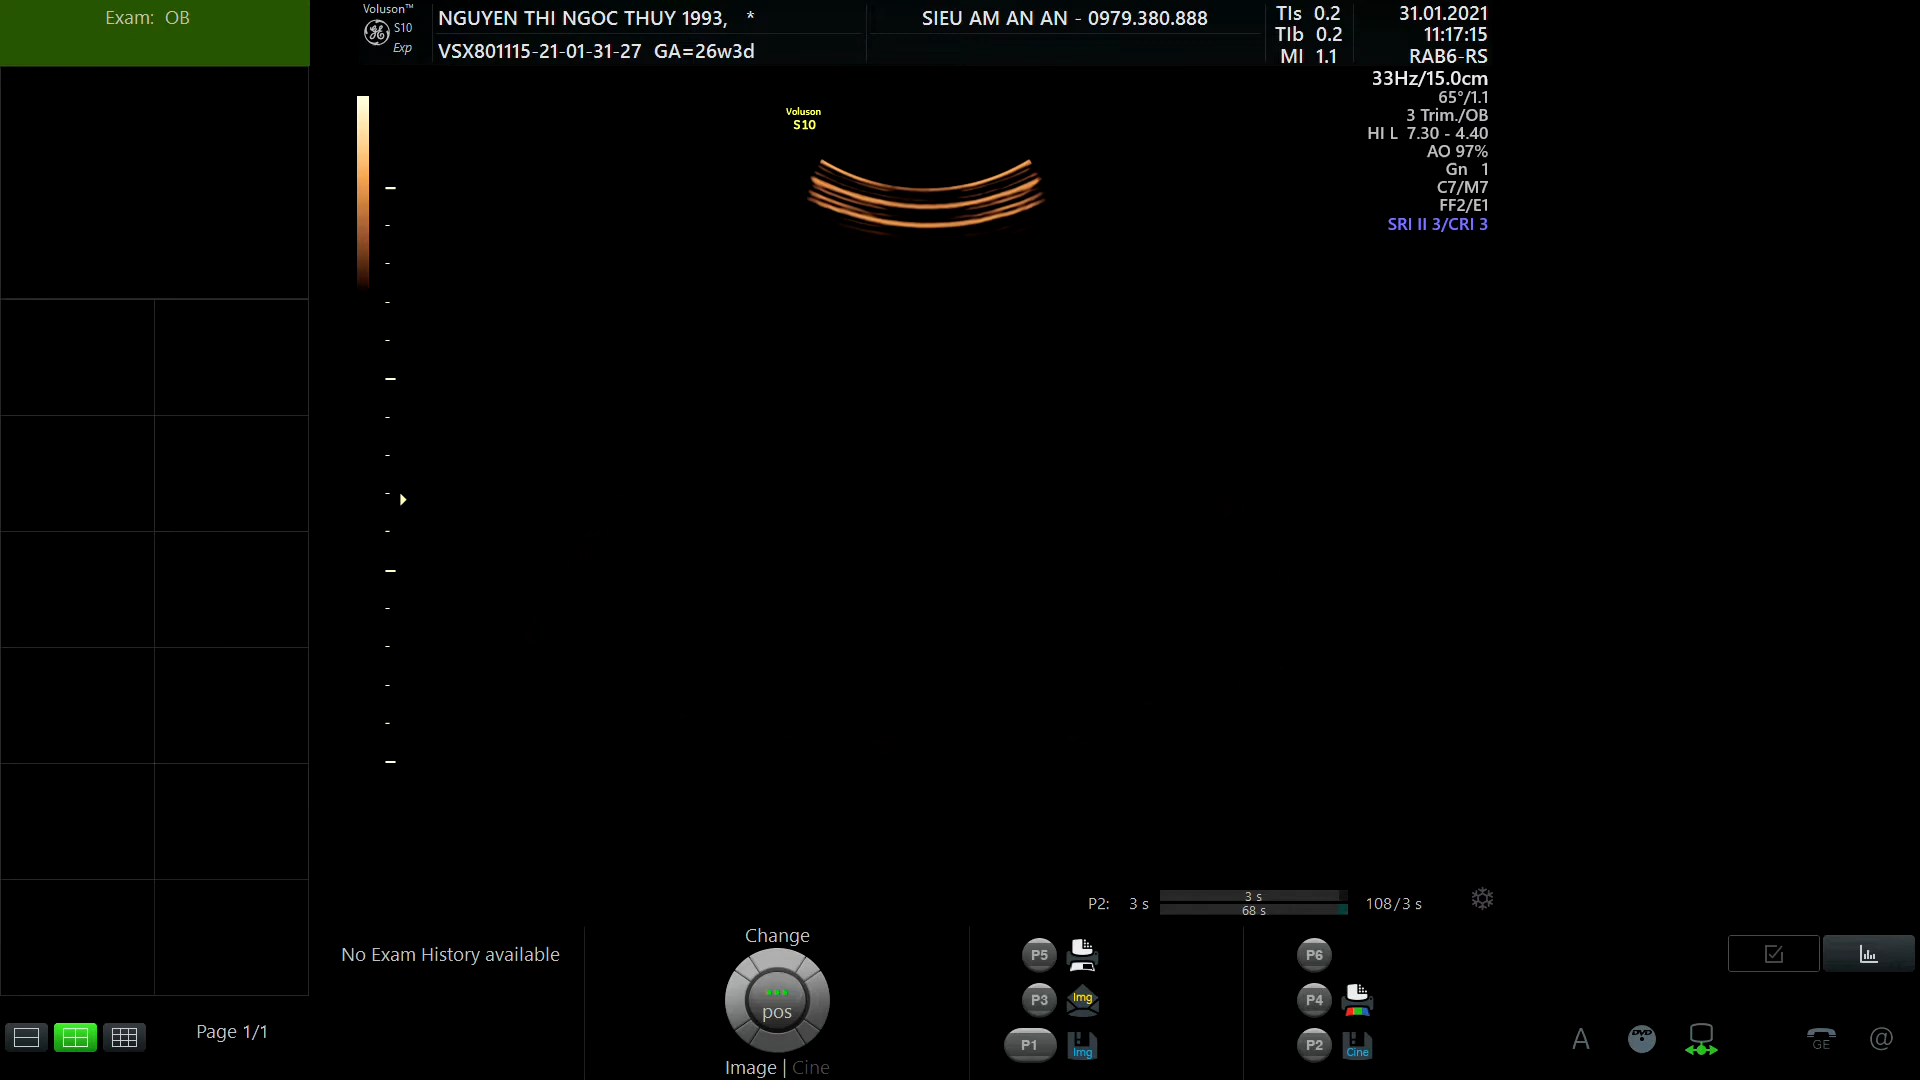 Exam: OB
Voluson™
S10
Exp
NGUYEN THI NGOC THUY 1993, *
VSX801115-21-01-31-27 GA=26w3d
SIEU AM AN AN - 0979.380.888
TIs 0.2
TIb 0.2
MI 1.1
31.01.2021
11:17:15
RAB6-RS
33Hz/15.0cm
65°/1.1
3 Trim./OB
HI L 7.30 - 4.40
AO 97%
Gn 1
C7/M7
FF2/E1
SRI II 3/CRI 3
Voluson
S10
P2: 3 s
3 s
68 s
108/3 s
No Exam History available
Change
pos
Image | Cine
P5
P3 Img
P1 Img
P6
P4
P2 Cine
Page 1/1
A
DVD
GE
@